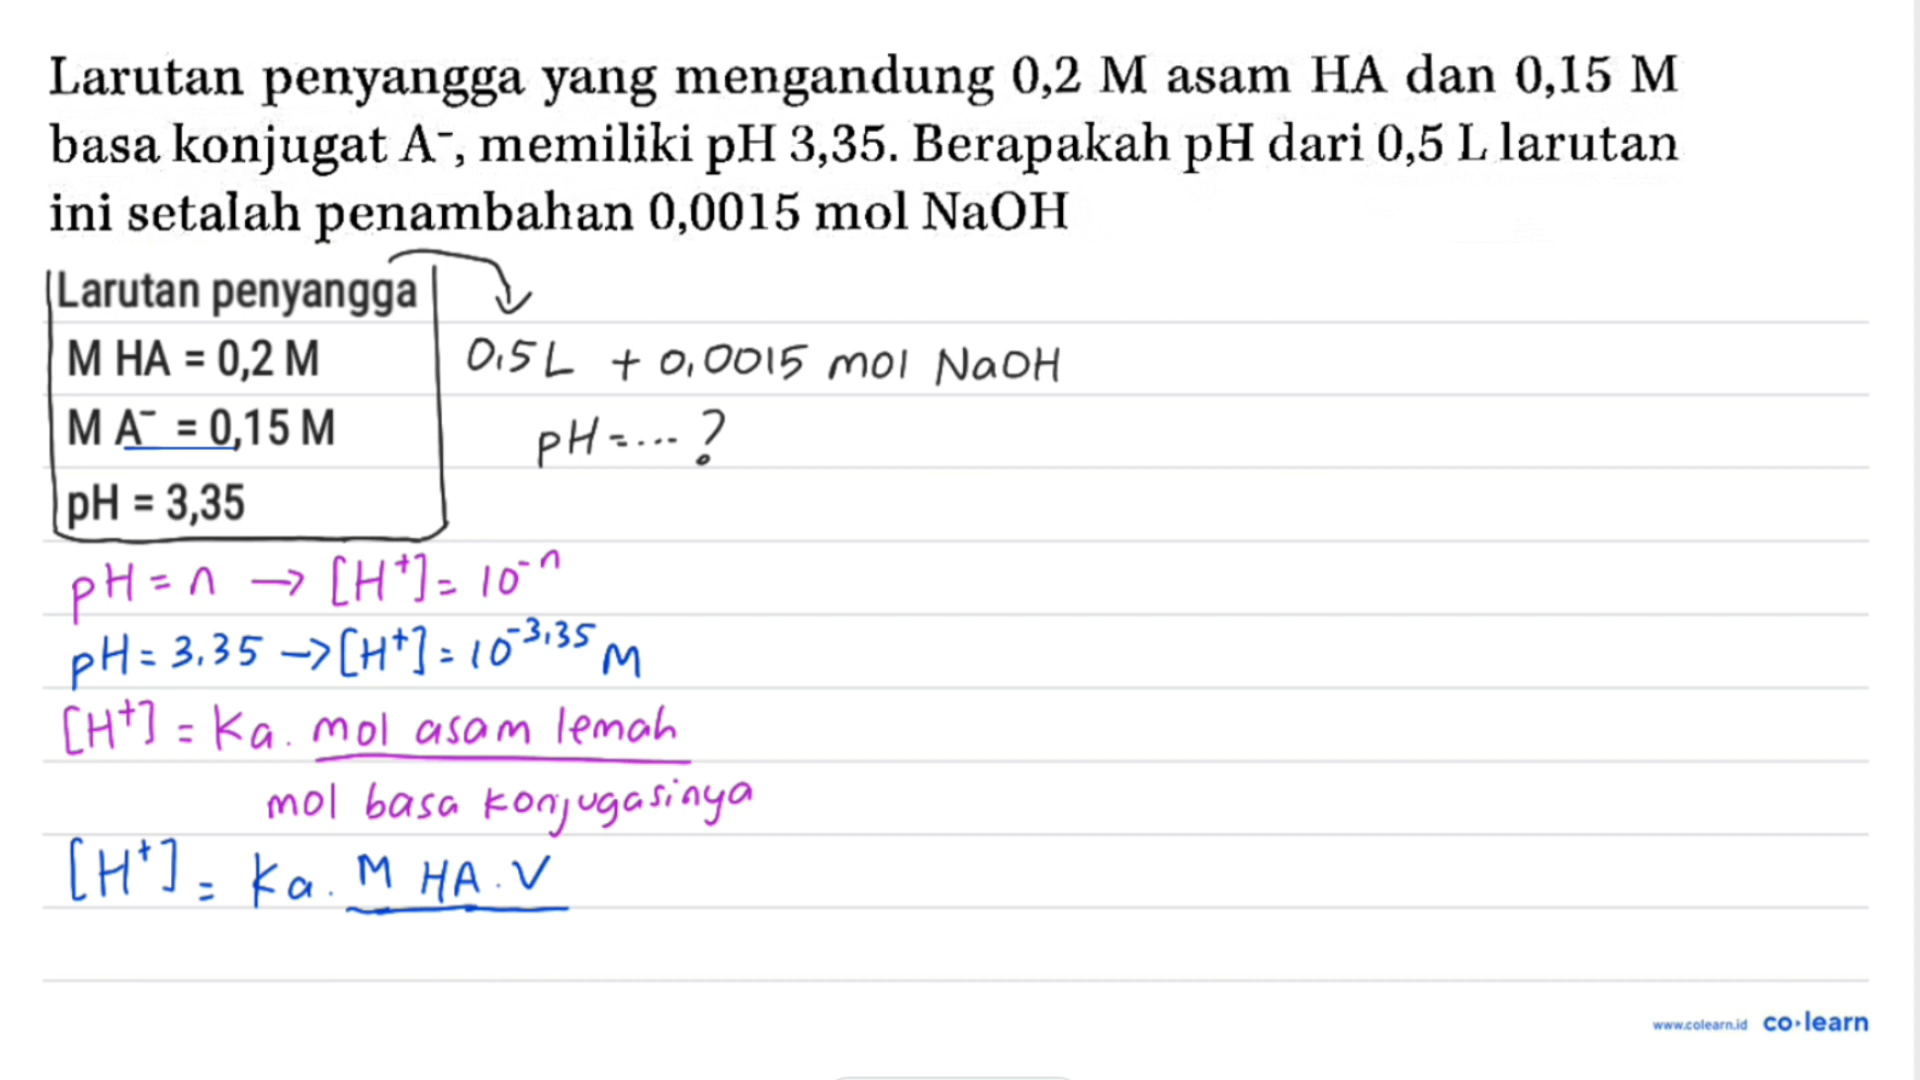 Larutan penyangga yang mengandung 0,2 M asam HA dan 0,15 M
basa konjugat A⁻, memiliki pH 3,35. Berapakah pH dari 0,5 L larutan
ini setalah penambahan 0,0015 mol NaOH
Larutan penyangga
M HA = 0,2 M
M A⁻ = 0,15 M
pH = 3,35
0,5 L + 0,0015 mol NaOH
pH = ... ?
pH = n → [H⁺] = 10⁻ⁿ
pH = 3,35 → [H⁺] = 10⁻³,³⁵ M
[H⁺] = Ka . mol asam lemah
mol basa konjugasinya
[H⁺] = Ka . M HA . V
www.colearn.id co·learn